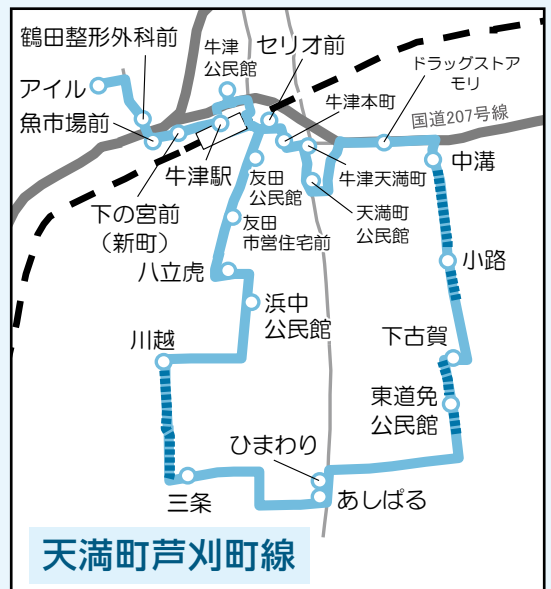 鶴田整形外科前
アイル
魚市場前
下の宮前
（新町）
牛津
公民館
牛津駅
セリオ前
牛津本町
ドラッグストア
モリ
国道207号線
牛津天満町
天満町
公民館
中溝
友田
公民館
友田
市営住宅前
八立虎
浜中
公民館
小路
川越
下古賀
東道免
公民館
ひまわり
三条
あしぱる
天満町芦刈町線